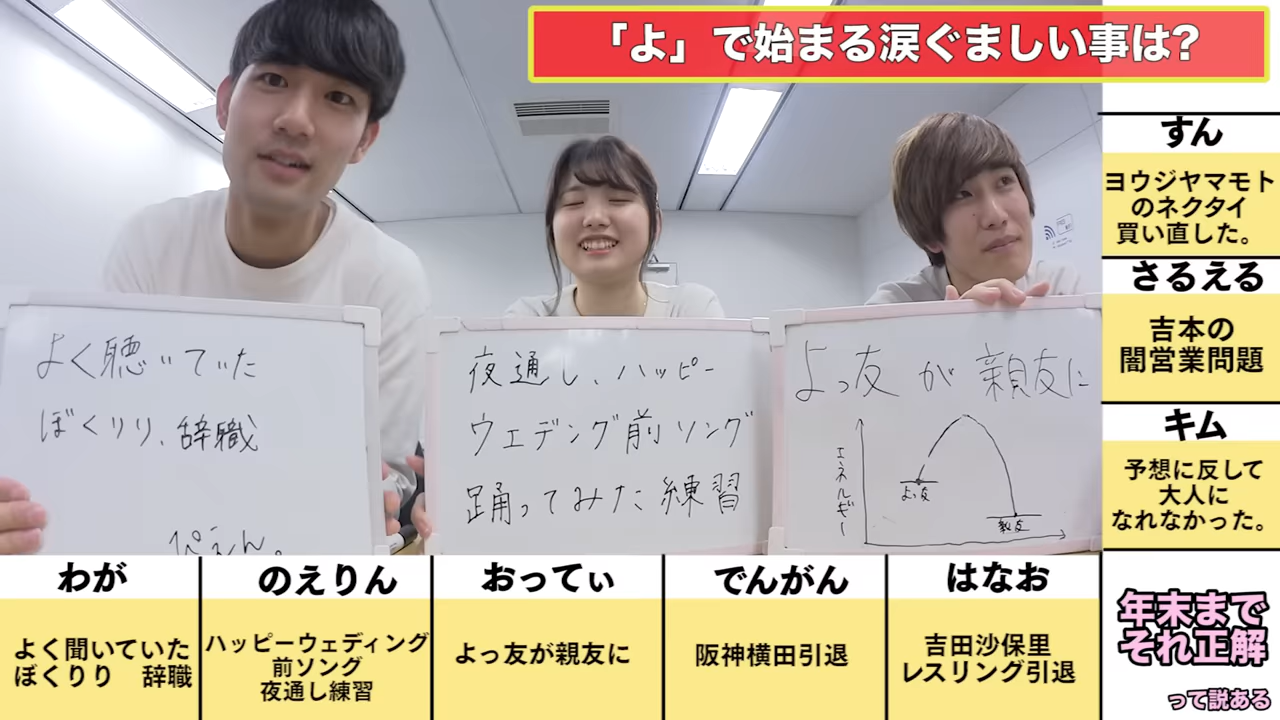 「よ」で始まる涙ぐましい事は?
すん
ヨウジヤマモト
のネクタイ
買い直した。
さるえる
吉本の
闇営業問題
キム
予想に反して
大人に
なれなかった。
よく聴いていた
ぼくりり、辞職
ぴえん。
夜通し、ハッピー
ウェデング前ソング
踊ってみた練習
よっ友が親友に
エネルギー
よっ友
親友
わが
よく聞いていた
ぼくりり 辞職
のえりん
ハッピーウェディング
前ソング
夜通し練習
おってぃ
よっ友が親友に
でんがん
阪神横田引退
はなお
吉田沙保里
レスリング引退
年末まで
それ正解
って説ある